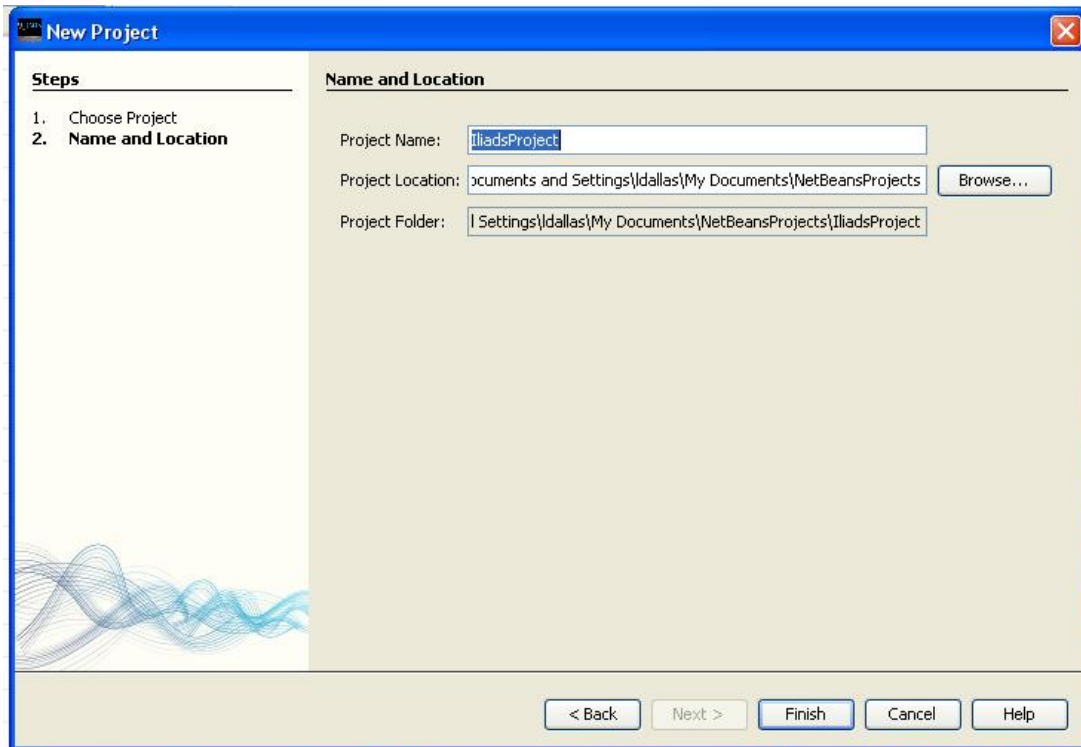 New Project
Steps
1. Choose Project
2. Name and Location
Name and Location
Project Name: IliadsProject
Project Location: ocuments and Settings\ldallas\My Documents\NetBeansProjects Browse...
Project Folder: l Settings\ldallas\My Documents\NetBeansProjects\IliadsProject
< Back Next > Finish Cancel Help